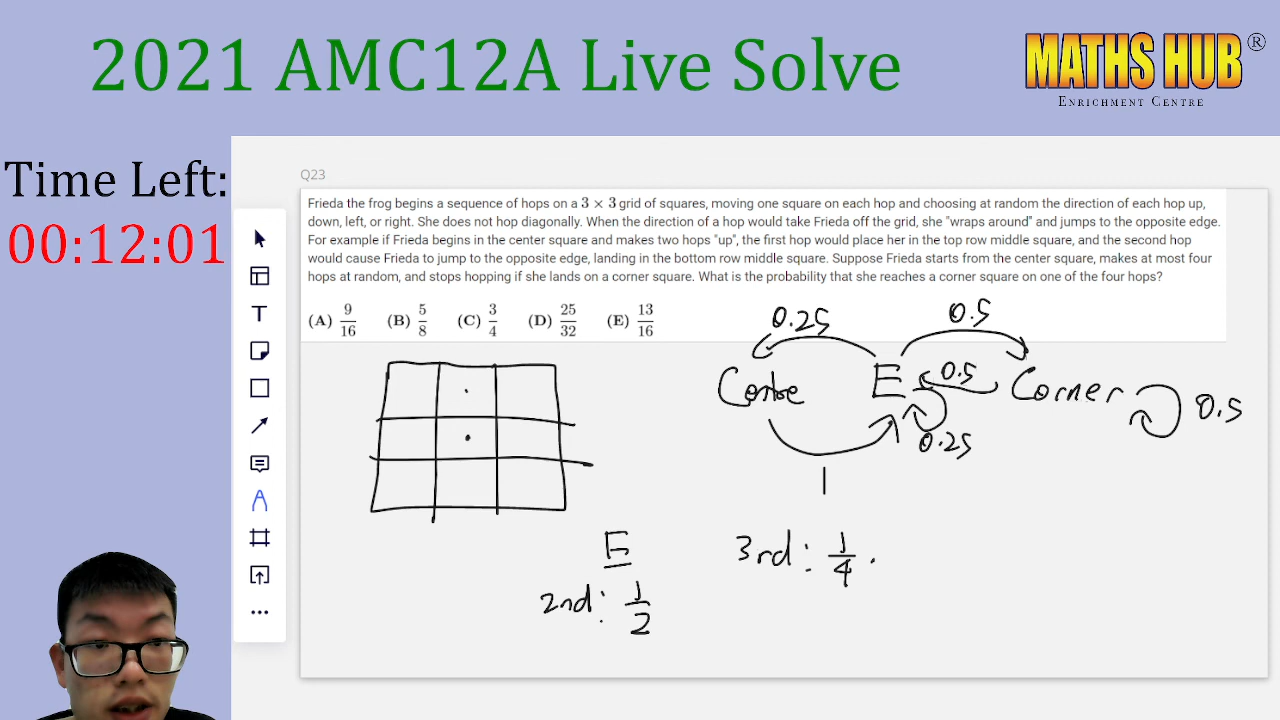 2021 AMC12A Live Solve
MATHS HUB®
ENRICHMENT CENTRE
Time Left:
00:12:01
Q23
Frieda the frog begins a sequence of hops on a 3 × 3 grid of squares, moving one square on each hop and choosing at random the direction of each hop up,
down, left, or right. She does not hop diagonally. When the direction of a hop would take Frieda off the grid, she "wraps around" and jumps to the opposite edge.
For example if Frieda begins in the center square and makes two hops "up", the first hop would place her in the top row middle square, and the second hop
would cause Frieda to jump to the opposite edge, landing in the bottom row middle square. Suppose Frieda starts from the center square, makes at most four
hops at random, and stops hopping if she lands on a corner square. What is the probability that she reaches a corner square on one of the four hops?
(A) 9/16 (B) 5/8 (C) 3/4 (D) 25/32 (E) 13/16
0.25 0.5
Centre E 0.5 Corner 0.5
0.25
1
E
2nd: 1/2
3rd: 1/4 ·
T
A